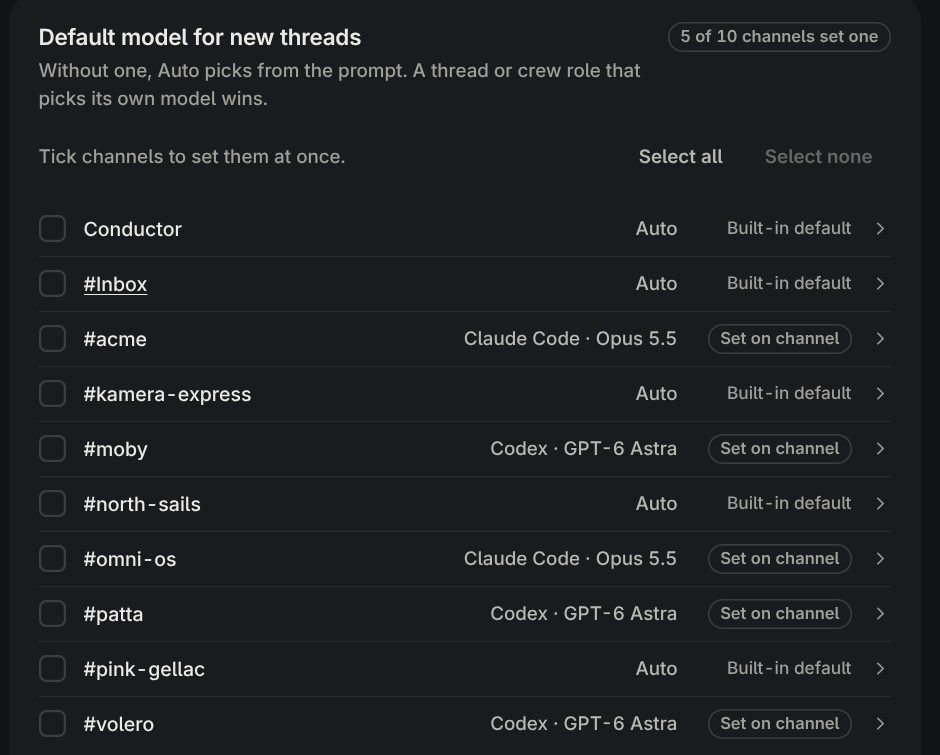 Default model for new threads
5 of 10 channels set one
Without one, Auto picks from the prompt. A thread or crew role that
picks its own model wins.
Tick channels to set them at once.
Select all
Select none
Conductor Auto Built-in default
#Inbox Auto Built-in default
#acme Claude Code · Opus 5.5 Set on channel
#kamera-express Auto Built-in default
#moby Codex · GPT-6 Astra Set on channel
#north-sails Auto Built-in default
#omni-os Claude Code · Opus 5.5 Set on channel
#patta Codex · GPT-6 Astra Set on channel
#pink-gellac Auto Built-in default
#volero Codex · GPT-6 Astra Set on channel